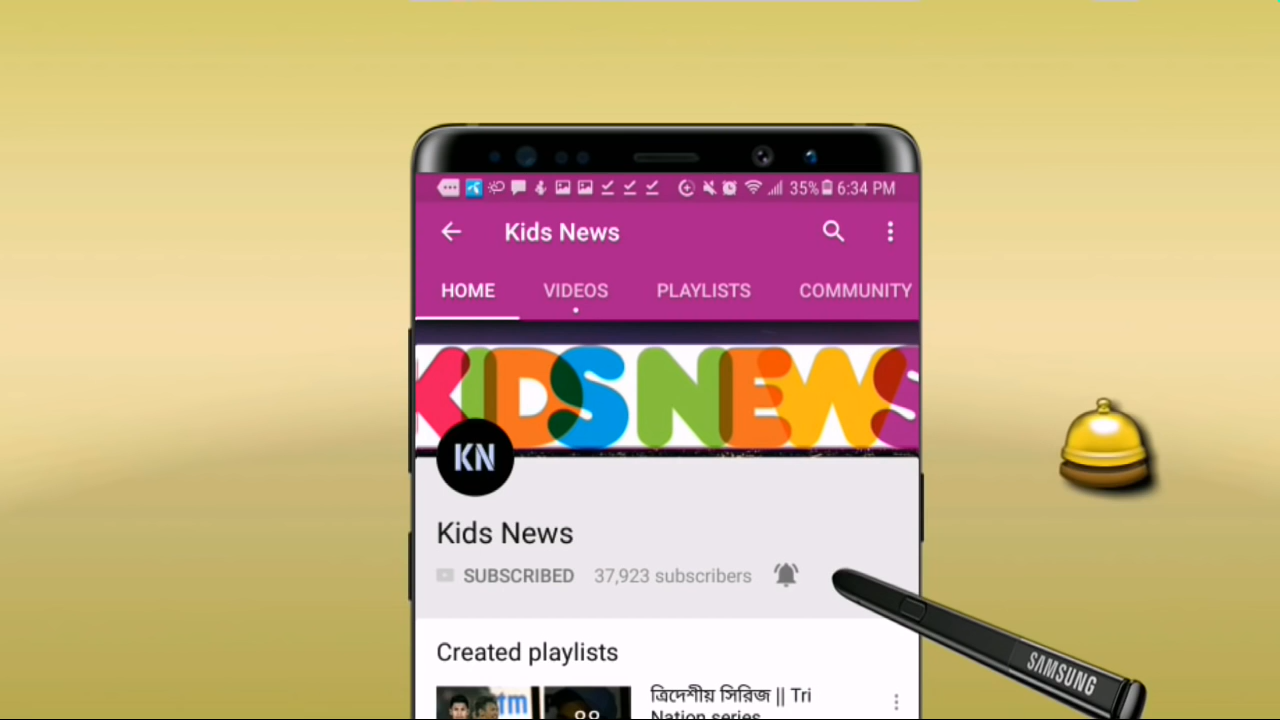 35% 6:34 PM
Kids News
HOME VIDEOS PLAYLISTS COMMUNITY
KIDS NEWS
KN
Kids News
SUBSCRIBED 37,923 subscribers
SAMSUNG
Created playlists
ত্রিদেশীয় সিরিজ || Tri
Nation series
88